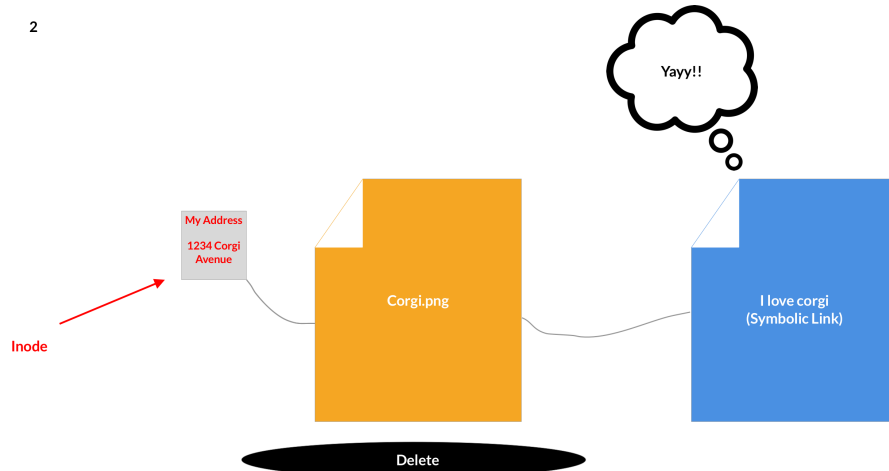 2
Yayy!!
My Address
1234 Corgi
Avenue
Corgi.png
I love corgi
(Symbolic Link)
Inode
Delete